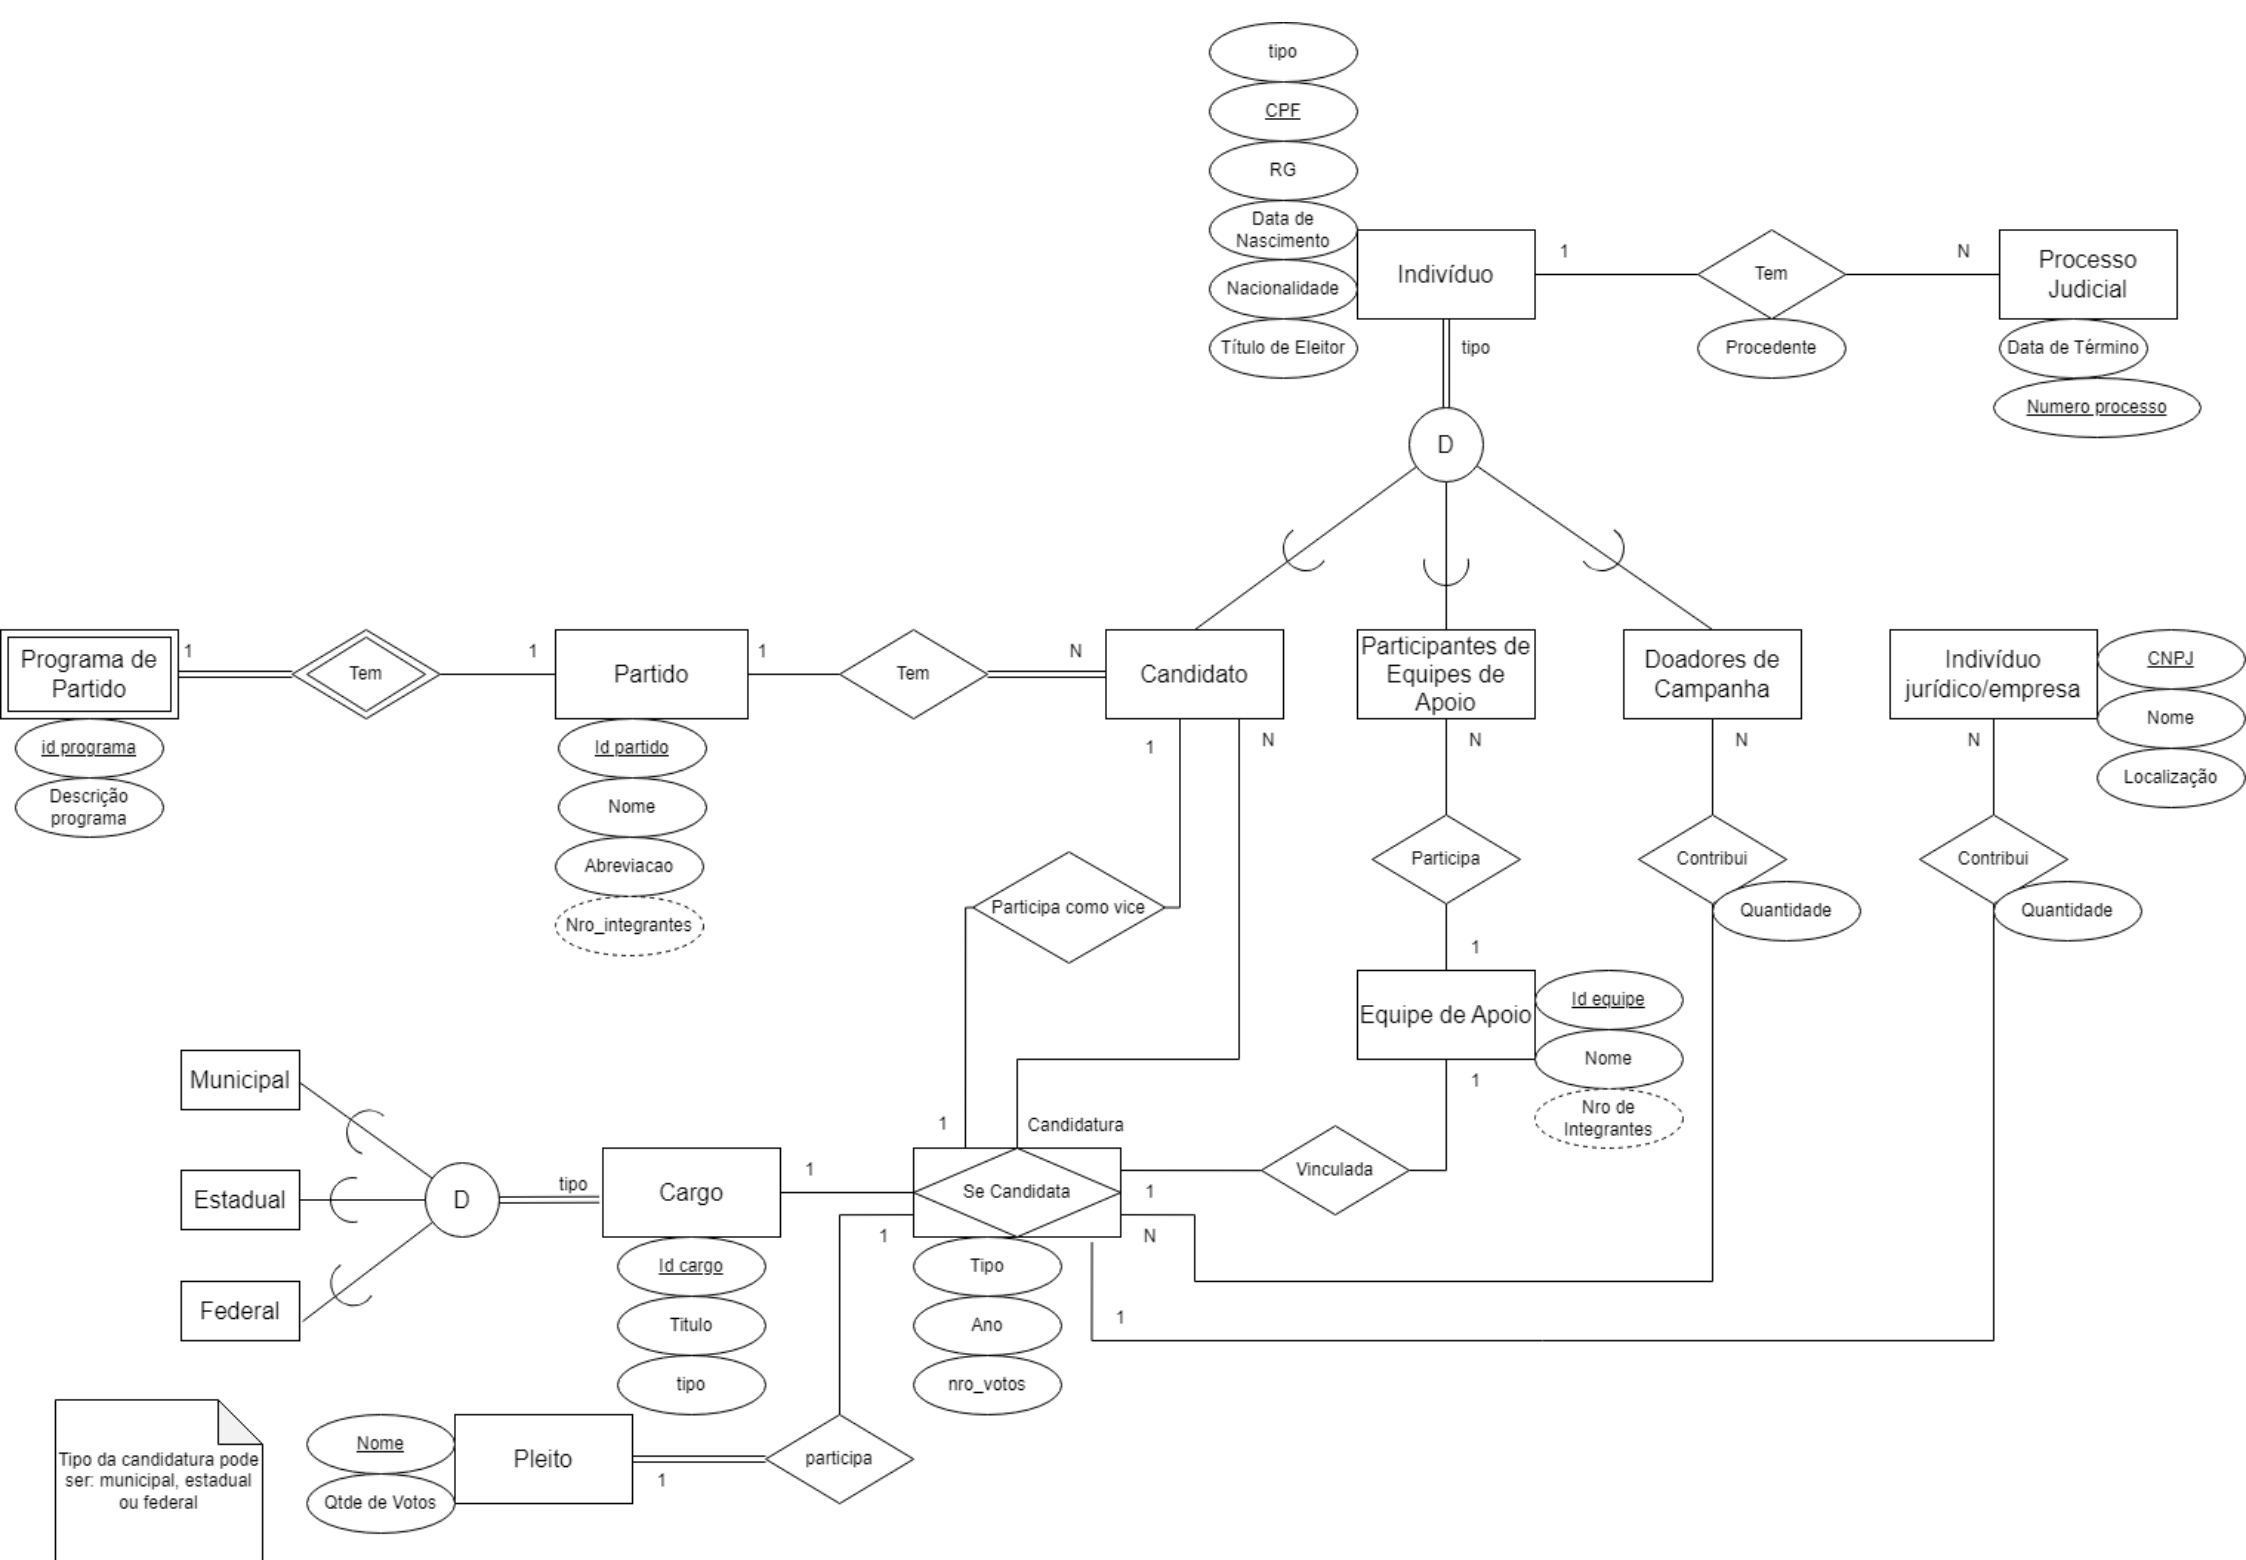 tipo
CPF
RG
Data de
Nascimento
Nacionalidade
Título de Eleitor
Indivíduo
1
Tem
N
Processo
Judicial
Procedente
Data de Término
Numero processo
tipo
D
Programa de
Partido
1
Tem
1
Partido
1
Tem
N
Candidato
Participantes de
Equipes de
Apoio
Doadores de
Campanha
Indivíduo
jurídico/empresa
CNPJ
Nome
Localização
id programa
Descrição
programa
Id partido
Nome
Abreviacao
Nro_integrantes
1
N
N
N
N
Participa como vice
Participa
Contribui
Quantidade
Contribui
Quantidade
1
Equipe de Apoio
Id equipe
Nome
Nro de
Integrantes
1
Municipal
Estadual
Federal
D
tipo
Cargo
1
1
Candidatura
Se Candidata
1
Vinculada
N
1
1
Id cargo
Titulo
tipo
Tipo
Ano
nro_votos
Nome
Qtde de Votos
Pleito
1
participa
Tipo da candidatura pode
ser: municipal, estadual
ou federal